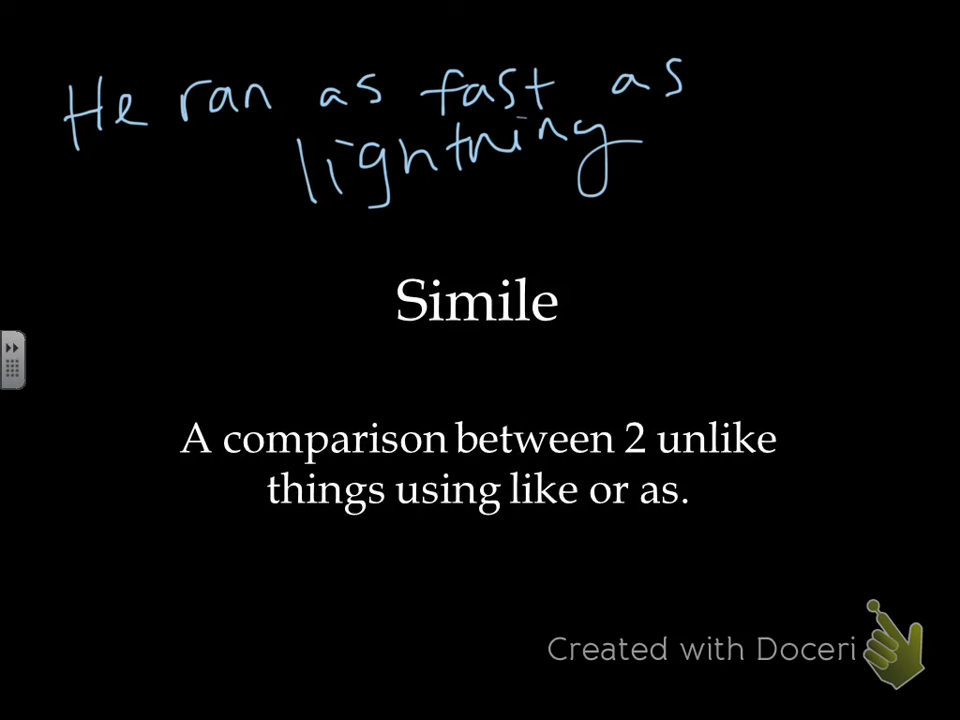 He ran as fast as
lightning
Simile
A comparison between 2 unlike
things using like or as.
Created with Doceri